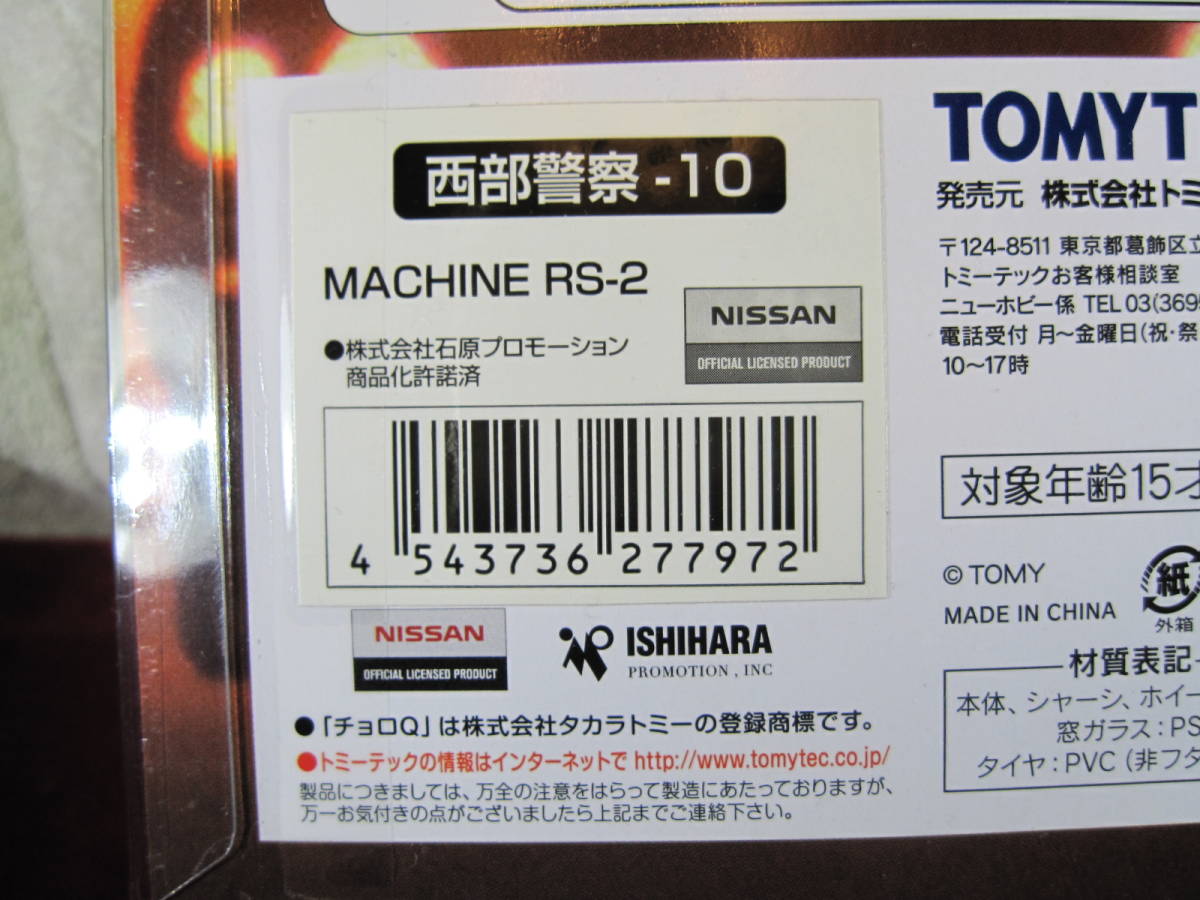 西部警察 -10
MACHINE RS-2
NISSAN
OFFICIAL LICENSED PRODUCT
●株式会社石原プロモーション
商品化許諾済
4 543736 277972
NISSAN
OFFICIAL LICENSED PRODUCT
ISHIHARA
PROMOTION , INC
●「チョロQ」は株式会社タカラトミーの登録商標です。
●トミーテックの情報はインターネットで http://www.tomytec.co.jp/
製品につきましては、万全の注意をはらって製造にあたっておりますが、
万一お気付きの点がございましたら上記までご連絡下さい。
TOMYT
発売元 株式会社トミ
〒124-8511 東京都葛飾区立
トミーテックお客様相談室
ニューホビー係 TEL 03(369
電話受付 月～金曜日(祝・祭
10～17時
対象年齢15才
© TOMY
MADE IN CHINA
紙
外箱
材質表記
本体、シャーシ、ホイー
窓ガラス：PS
タイヤ：PVC (非フタ